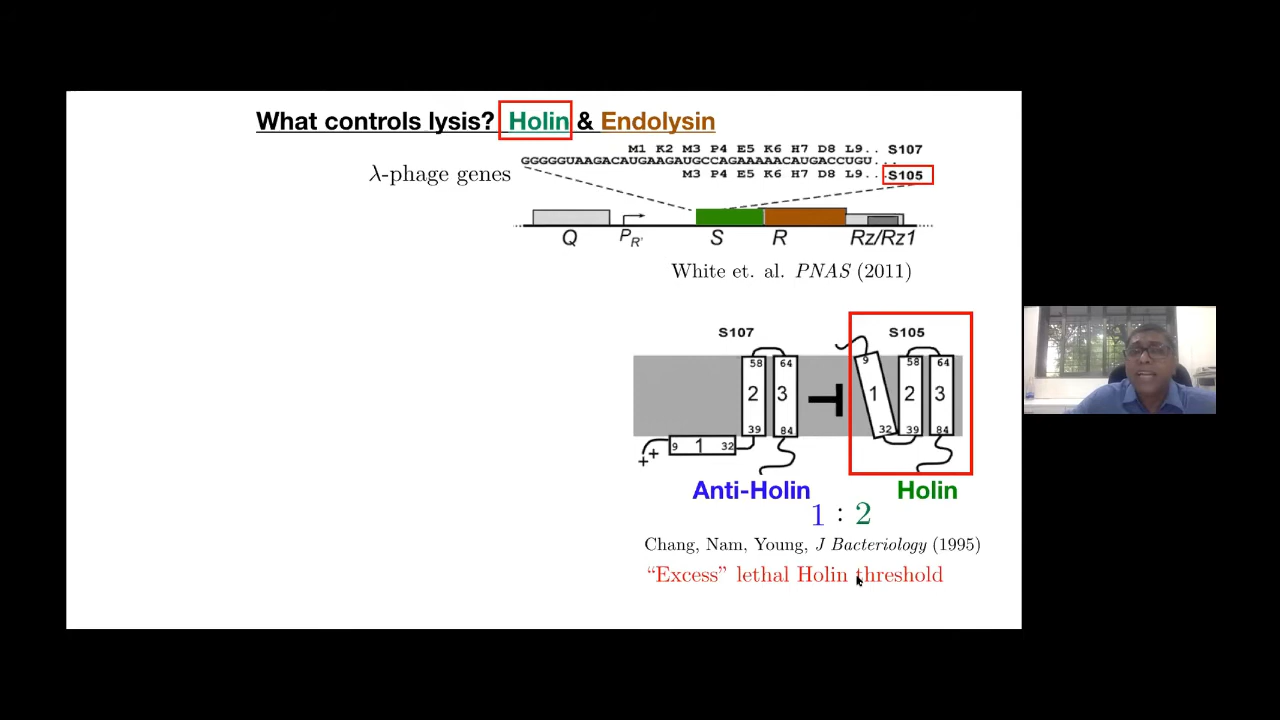 What controls lysis? Holin & Endolysin
λ-phage genes
M1 K2 M3 P4 E5 K6 H7 D8 L9.. S107
GGGGGUAAGACAUGAAGAUGCCAGAAAAACAUGACCUGU...
M3 P4 E5 K6 H7 D8 L9...S105
Q PR' S R Rz/Rz1
White et. al. PNAS (2011)
S107 S105
58 64 9 58 64
2 3 1 2 3
39 84 32 39 84
++ 9 1 32
Anti-Holin Holin
1 : 2
Chang, Nam, Young, J Bacteriology (1995)
“Excess” lethal Holin threshold